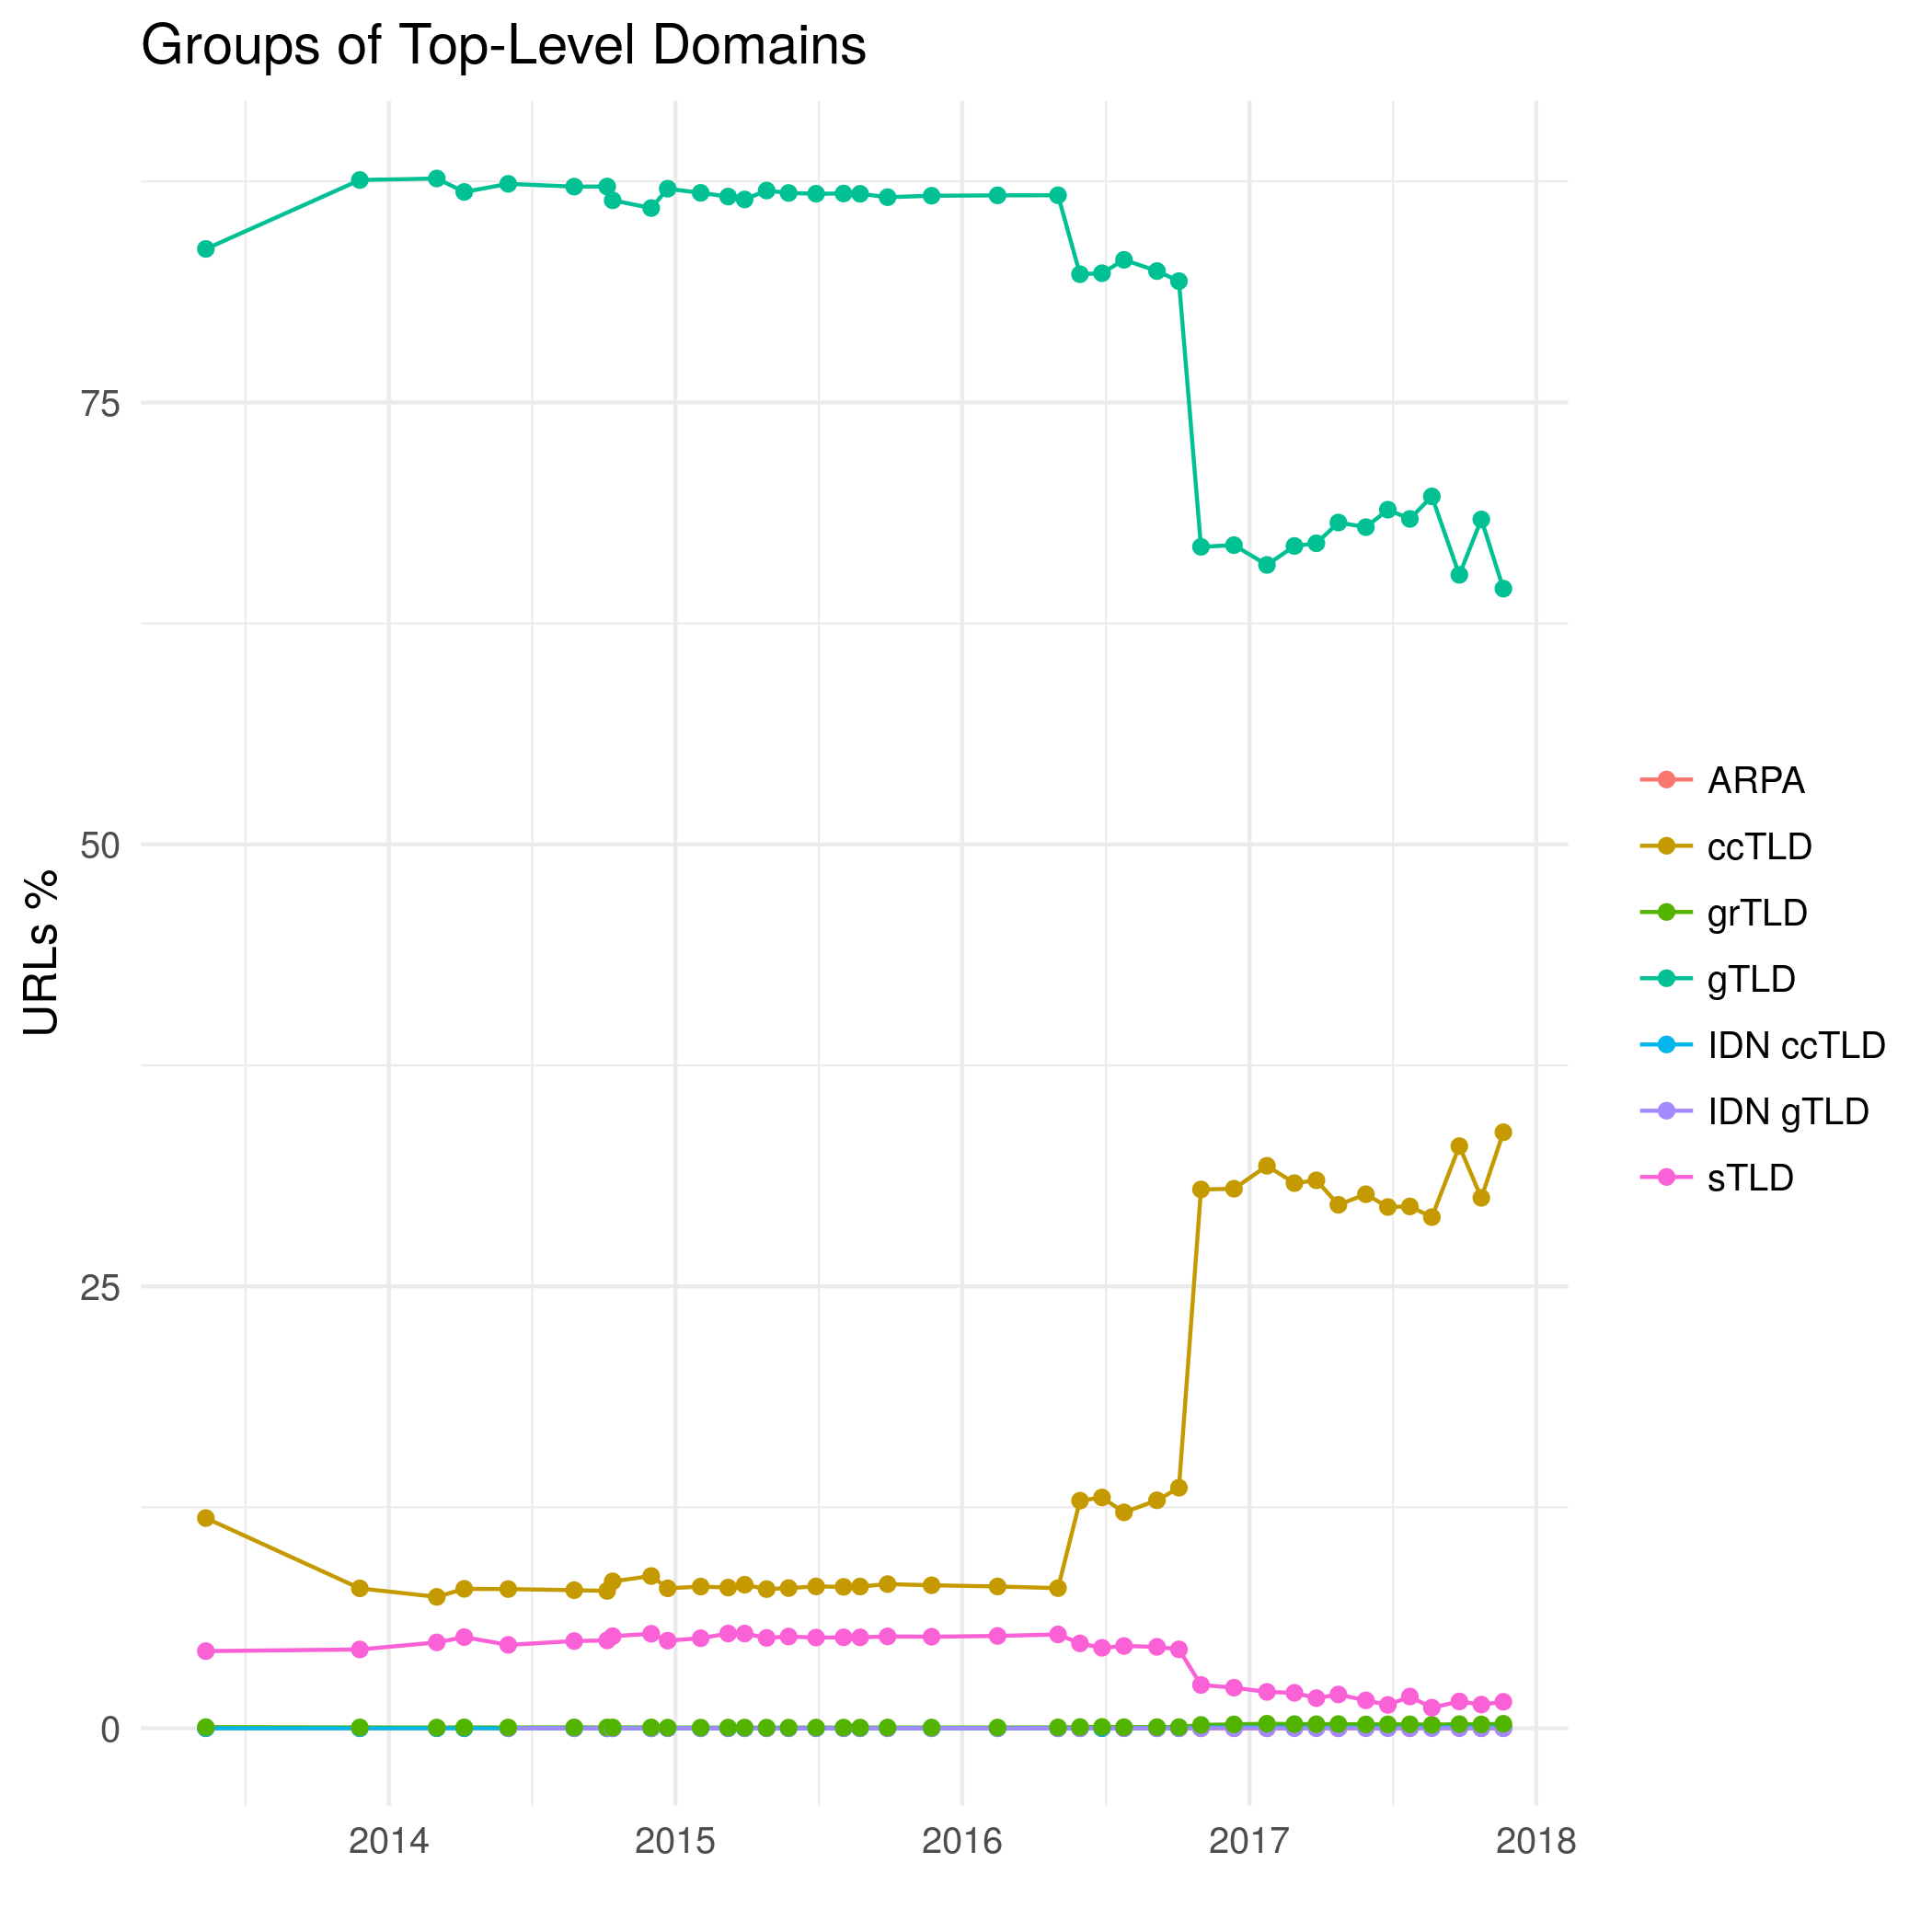 Groups of Top-Level Domains
URLs %
75
50
25
0
2014
2015
2016
2017
2018
ARPA
ccTLD
grTLD
gTLD
IDN ccTLD
IDN gTLD
sTLD